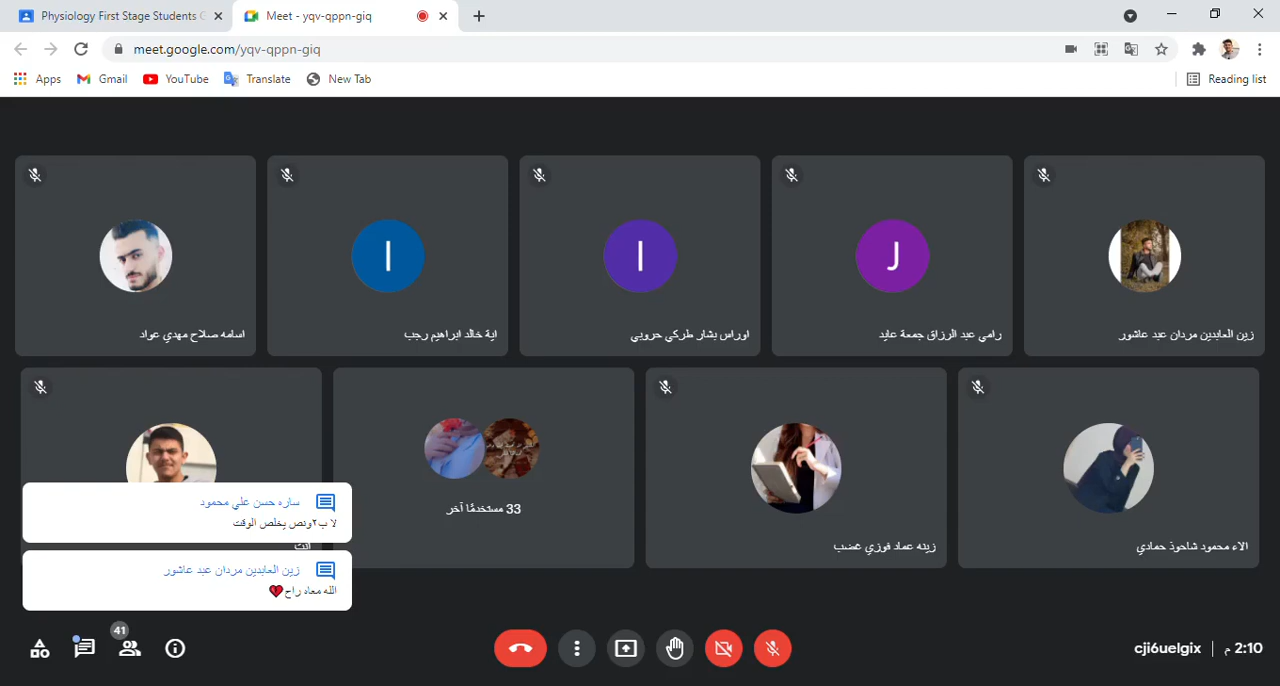 Physiology First Stage Students
Meet - yqv-qppn-giq
meet.google.com/yqv-qppn-giq
Apps
Gmail
YouTube
Translate
New Tab
Reading list
اسامه صلاح مهدي عواد
ا
اية خالد ابراهيم رجب
ا
اوراس بشار طركي حرويي
ر
رامي عبد الرزاق جمعة عايد
زين العابدين مردان عبد عاشور
أنت
33 مستخدمًا آخر
زينه عماد فوزي غضب
الاء محمود شاحوذ حمادي
ساره حسن علي محمود
لا ب٢ونص يخلص الوقت
زين العابدين مردان عبد عاشور
الله معاه راح💔
41
cji6uelgix
2:10 م